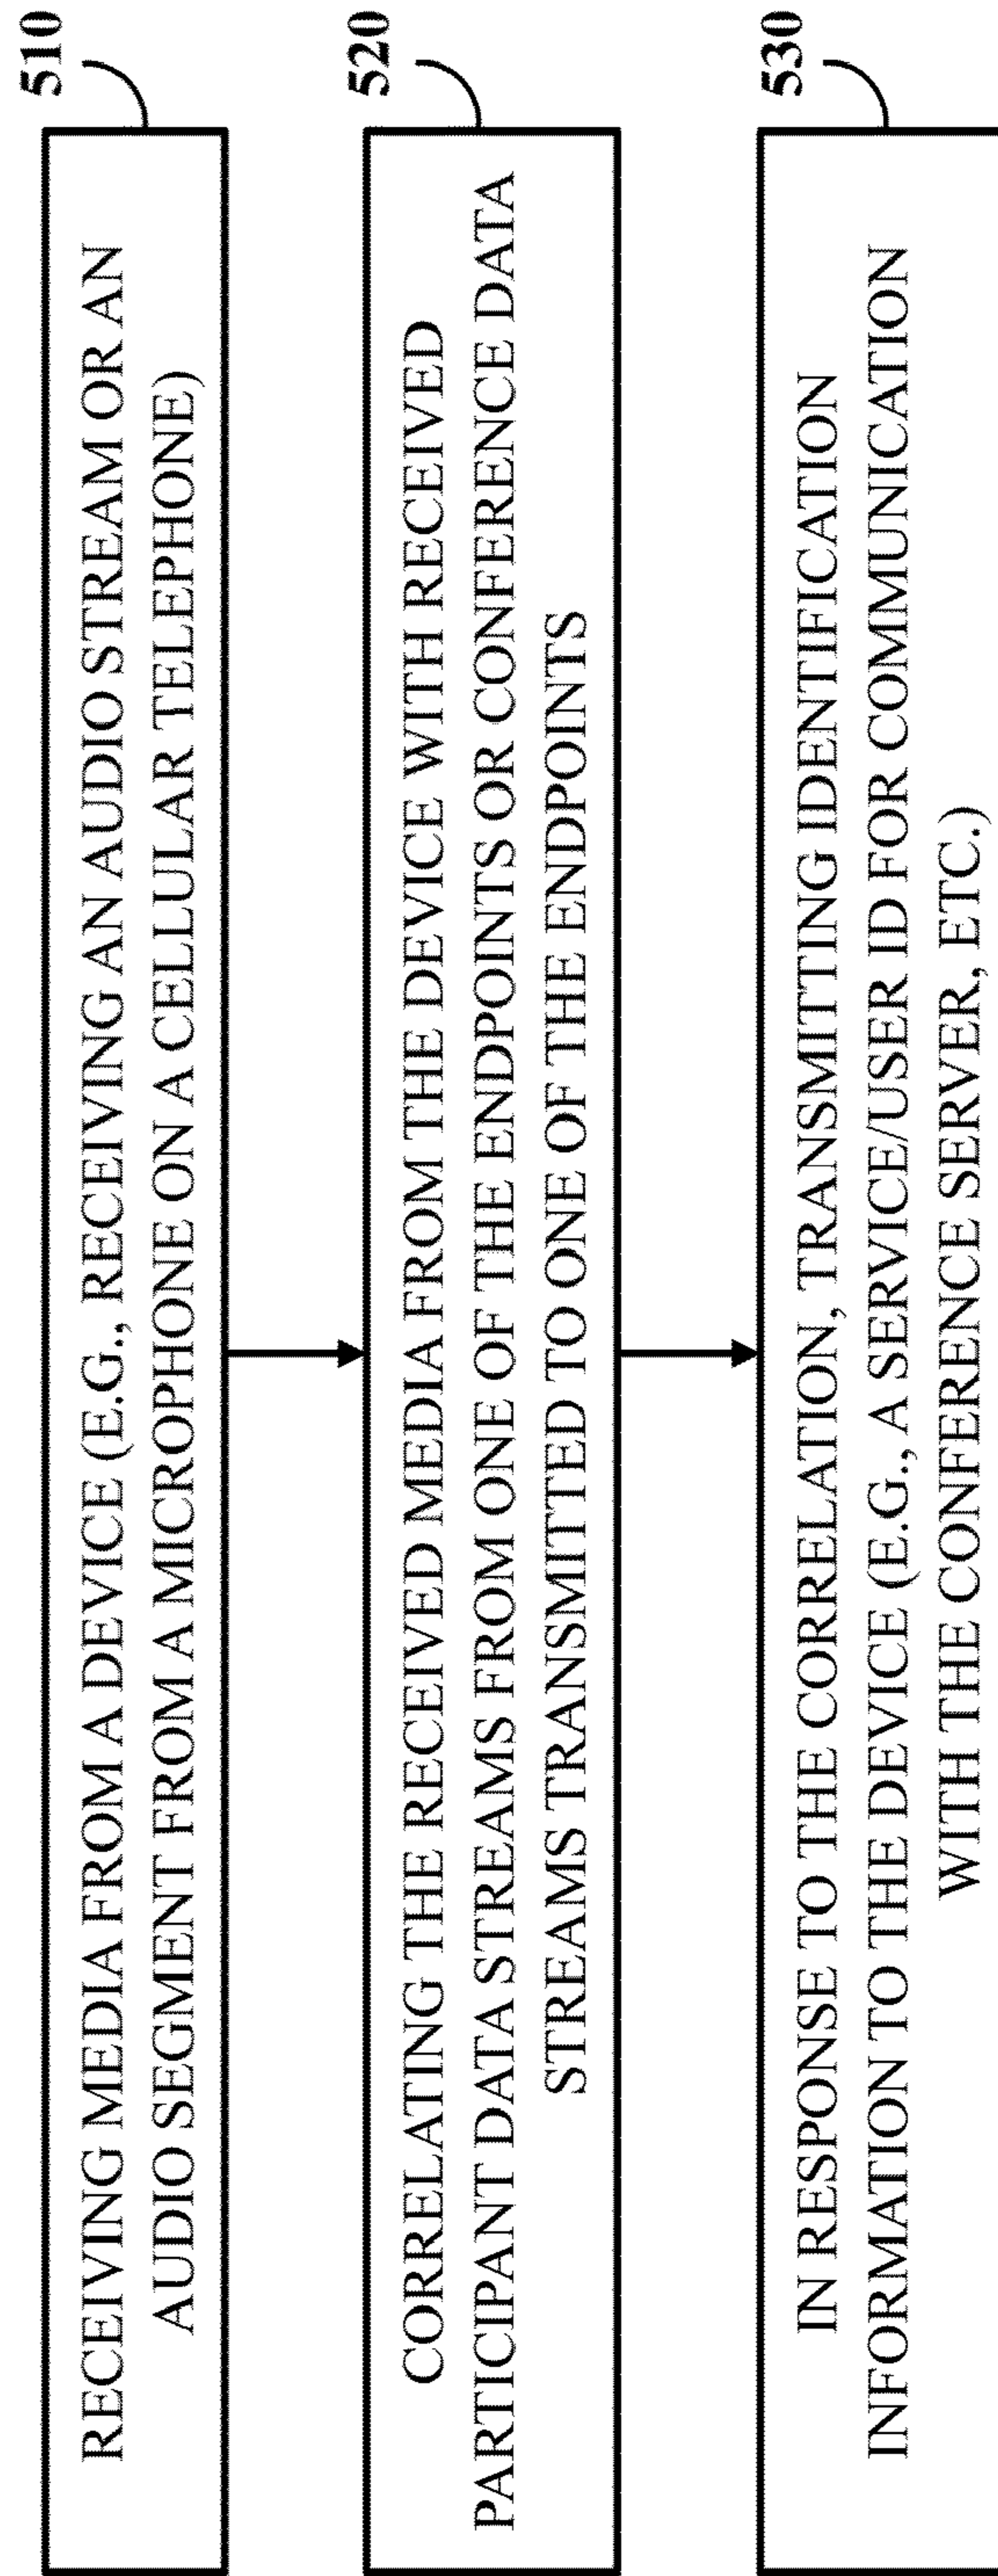 510
RECEIVING MEDIA FROM A DEVICE (E.G., RECEIVING AN AUDIO STREAM OR AN
AUDIO SEGMENT FROM A MICROPHONE ON A CELLULAR TELEPHONE)
520
CORRELATING THE RECEIVED MEDIA FROM THE DEVICE WITH RECEIVED
PARTICIPANT DATA STREAMS FROM ONE OF THE ENDPOINTS OR CONFERENCE DATA
STREAMS TRANSMITTED TO ONE OF THE ENDPOINTS
530
IN RESPONSE TO THE CORRELATION, TRANSMITTING IDENTIFICATION
INFORMATION TO THE DEVICE (E.G., A SERVICE/USER ID FOR COMMUNICATION
WITH THE CONFERENCE SERVER, ETC.)